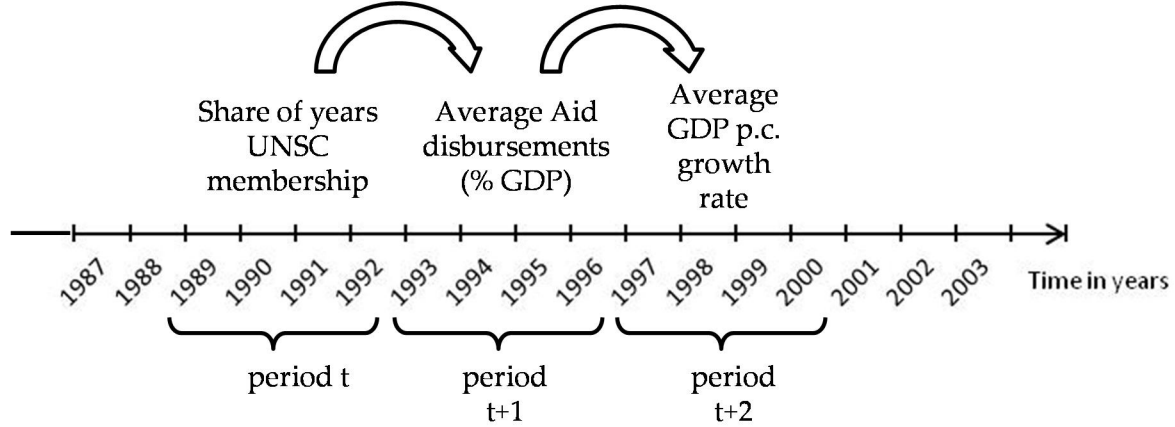 Share of years
UNSC
membership
Average Aid
disbursements
(% GDP)
Average
GDP p.c.
growth
rate
1987
1988
1989
1990
1991
1992
1993
1994
1995
1996
1997
1998
1999
2000
2001
2002
2003
Time in years
period t
period
t+1
period
t+2